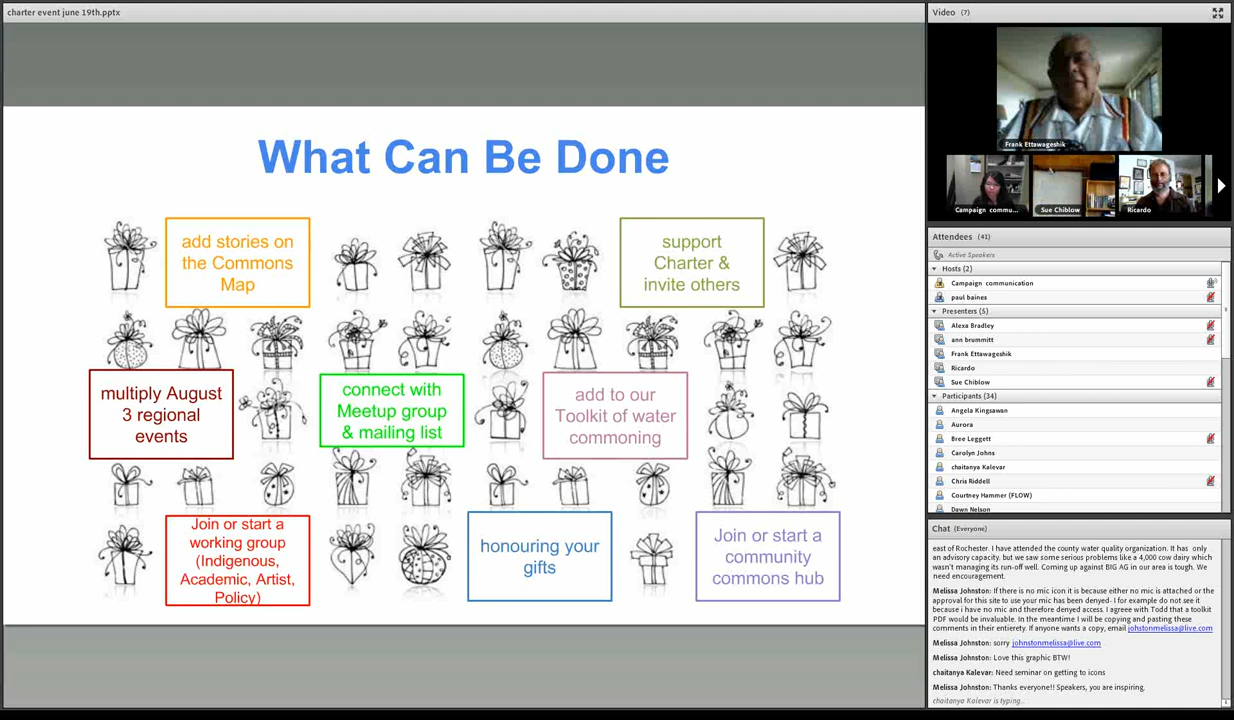 charter event june 19th.pptx
What Can Be Done
add stories on
the Commons
Map
support
Charter &
invite others
multiply August
3 regional
events
connect with
Meetup group
& mailing list
add to our
Toolkit of water
commoning
Join or start a
working group
(Indigenous,
Academic, Artist,
Policy)
honouring your
gifts
Join or start a
community
commons hub
Video (7)
Frank Ettawageshik
Campaign commu...
Sue Chiblow
Ricardo
Attendees (41)
Active Speakers
Hosts (2)
Campaign communication
paul baines
Presenters (5)
Alexa Bradley
ann brummitt
Frank Ettawageshik
Ricardo
Sue Chiblow
Participants (34)
Angela Kingsawan
Aurora
Bree Leggett
Carolyn Johns
chaitanya Kalevar
Chris Riddell
Courtney Hammer (FLOW)
Dawn Nelson
Chat (Everyone)
east of Rochester. I have attended the county water quality organization. It has only
an advisory capacity. but we saw some serious problems like a 4,000 cow dairy which
wasn't managing its run-off well. Coming up against BIG AG in our area is tough. We
need encouragement.
Melissa Johnston: If there is no mic icon it is because either no mic is attached or the
approval for this site to use your mic has been denyed- I for example do not see it
because i have no mic and therefore denyed access. I agreee with Todd that a toolkit
PDF would be invaluable. In the meantime I will be copying and pasting these
comments in their entierety. If anyone wants a copy, email johstonmelissa@live.com
Melissa Johnston: sorry johnstonmelissa@live.com
Melissa Johnston: Love this graphic BTW!
chaitanya Kalevar: Need seminar on getting to icons
Melissa Johnston: Thanks everyone!! Speakers, you are inspiring.
chaitanya Kalevar is typing..